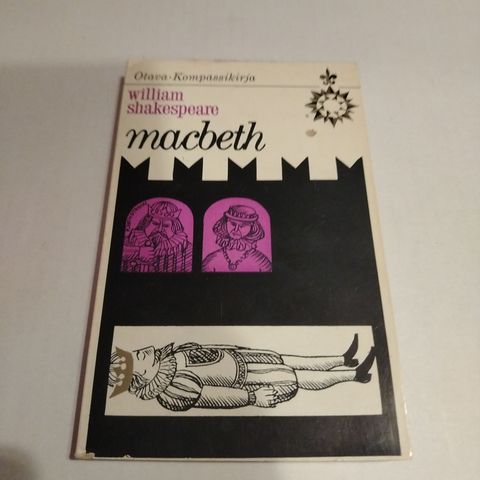 Otava-Kompassikirja
william
shakespeare
macbeth